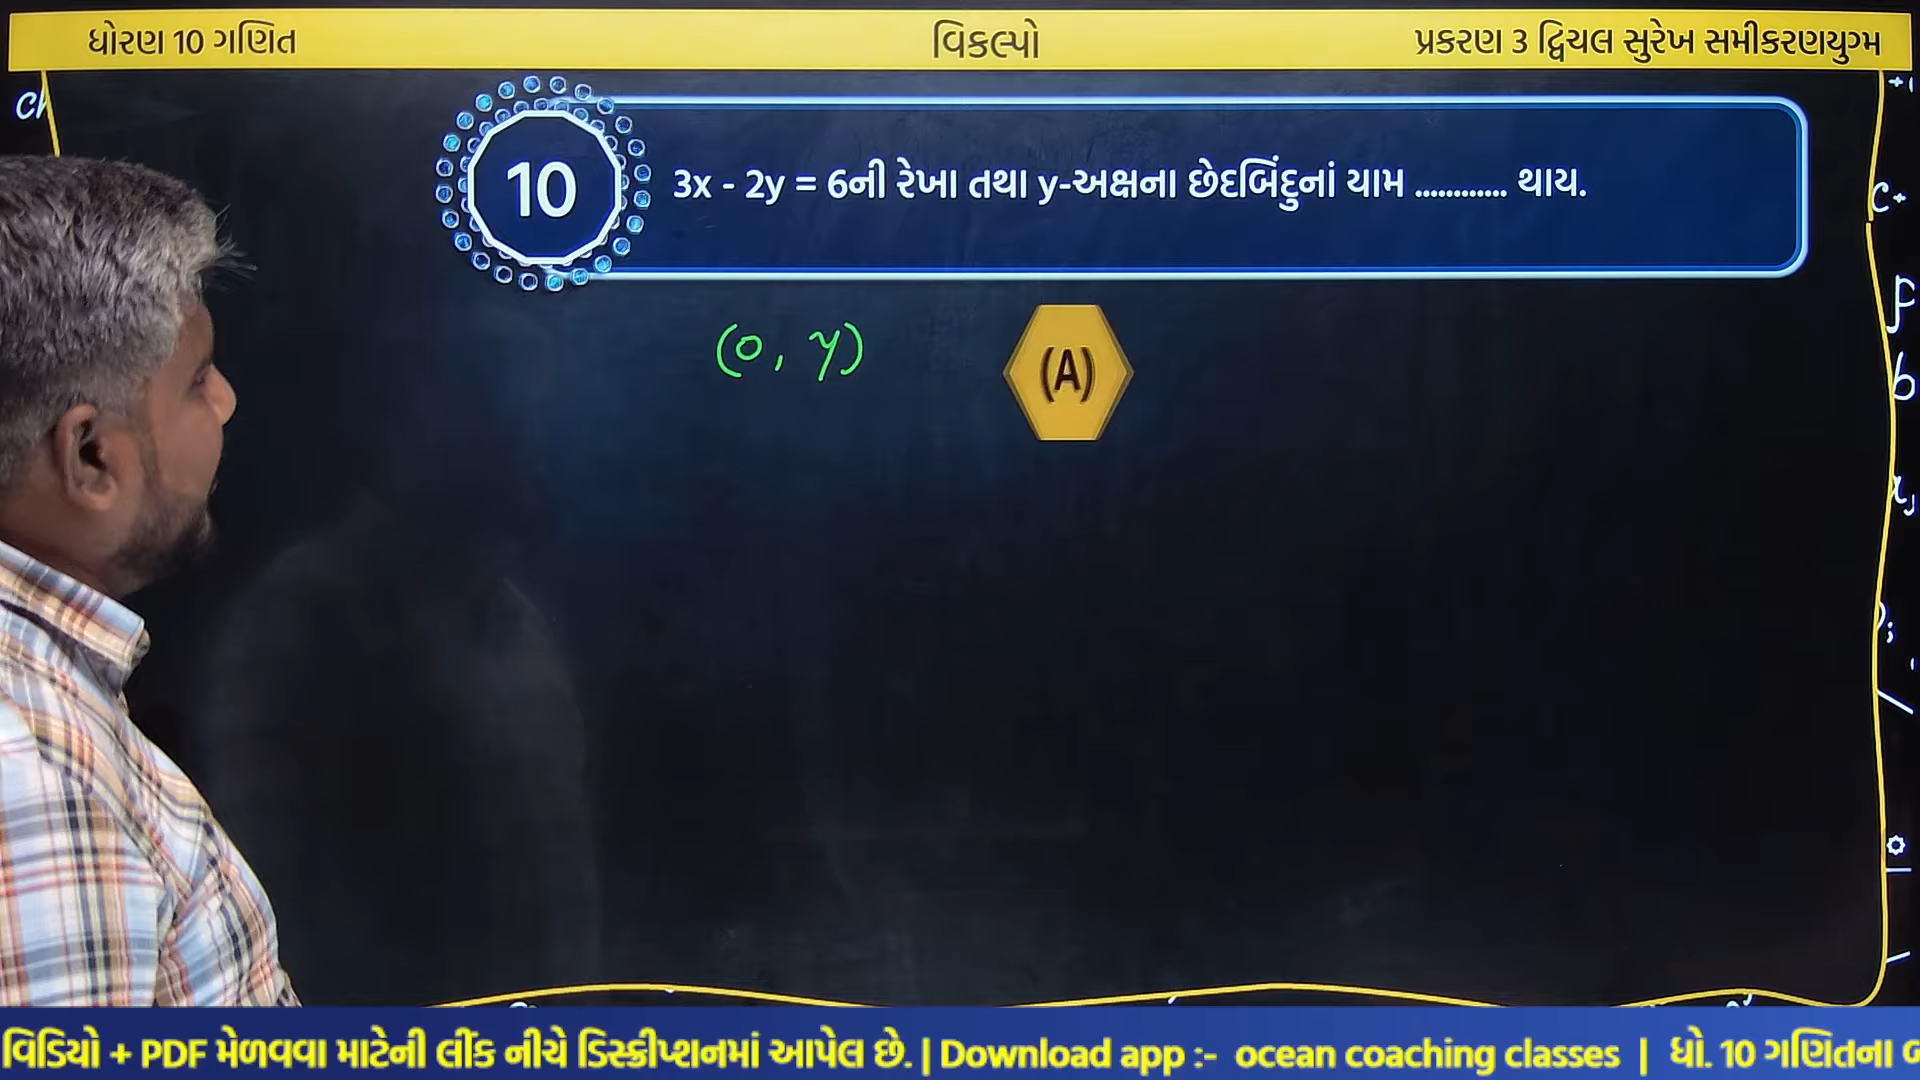 ધોરણ 10 ગણિત
વિકલ્પો
પ્રકરણ 3 દ્વિચલ સુરેખ સમીકરણયુગ્મ
10
3x - 2y = 6ની રેખા તથા y-અક્ષના છેદબિંદુનાં યામ ............ થાય.
(0, y)
(A)
વિડિયો + PDF મેળવવા માટેની લીંક નીચે ડિસ્ક્રીપ્શનમાં આપેલ છે. | Download app :- ocean coaching classes | ધો. 10 ગણિતના